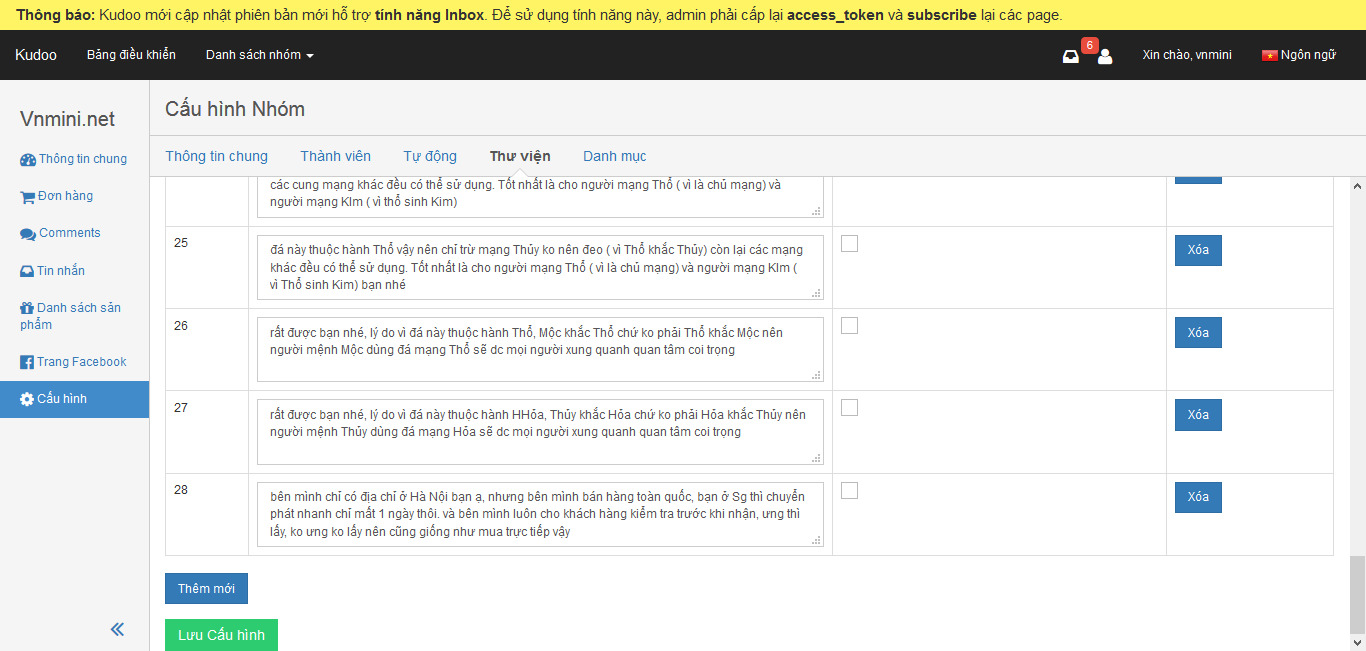 Thông báo: Kudoo mới cập nhật phiên bản mới hỗ trợ tính năng Inbox. Để sử dụng tính năng này, admin phải cấp lại access_token và subscribe lại các page.
Kudoo Bảng điều khiển Danh sách nhóm 6 Xin chào, vnmini Ngôn ngữ
Vnmini.net
Thông tin chung
Đơn hàng
Comments
Tin nhắn
Danh sách sản
phẩm
Trang Facebook
Cấu hình
Cấu hình Nhóm
Thông tin chung Thành viên Tự động Thư viện Danh mục
các cung mạng khác đều có thể sử dụng. Tốt nhất là cho người mạng Thổ ( vì là chủ mạng) và
người mạng KIm ( vì thổ sinh Kim)
25
đá này thuộc hành Thổ vậy nên chỉ trừ mạng Thủy ko nên đeo ( vì Thổ khắc Thủy) còn lại các mạng
khác đều có thể sử dụng. Tốt nhất là cho người mạng Thổ ( vì là chủ mạng) và người mạng KIm (
vì Thổ sinh Kim) bạn nhé
Xóa
26
rất được bạn nhé, lý do vì đá này thuộc hành Thổ, Mộc khắc Thổ chứ ko phải Thổ khắc Mộc nên
người mệnh Mộc dùng đá mạng Thổ sẽ dc mọi người xung quanh quan tâm coi trọng
Xóa
27
rất được bạn nhé, lý do vì đá này thuộc hành HHỏa, Thủy khắc Hỏa chứ ko phải Hỏa khắc Thủy nên
người mệnh Thủy dùng đá mạng Hỏa sẽ dc mọi người xung quanh quan tâm coi trọng
Xóa
28
bên mình chỉ có địa chỉ ở Hà Nội bạn ạ, nhưng bên mình bán hàng toàn quốc, bạn ở Sg thì chuyển
phát nhanh chỉ mất 1 ngày thôi. và bên mình luôn cho khách hàng kiểm tra trước khi nhận, ưng thì
lấy, ko ưng ko lấy nên cũng giống như mua trực tiếp vậy
Xóa
Thêm mới
Lưu Cấu hình